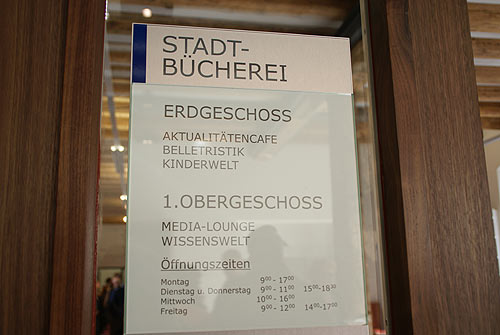 STADT-
BÜCHEREI
ERDGESCHOSS
AKTUALITÄTENCAFE
BELLETRISTIK
KINDERWELT
1.OBERGESCHOSS
MEDIA-LOUNGE
WISSENSWELT
Öffnungszeiten
Montag 9⁰⁰ - 17⁰⁰
Dienstag u. Donnerstag 9⁰⁰ - 11⁰⁰ 15⁰⁰-18³⁰
Mittwoch 10⁰⁰ - 16⁰⁰
Freitag 9⁰⁰ - 12⁰⁰ 14⁰⁰-17⁰⁰